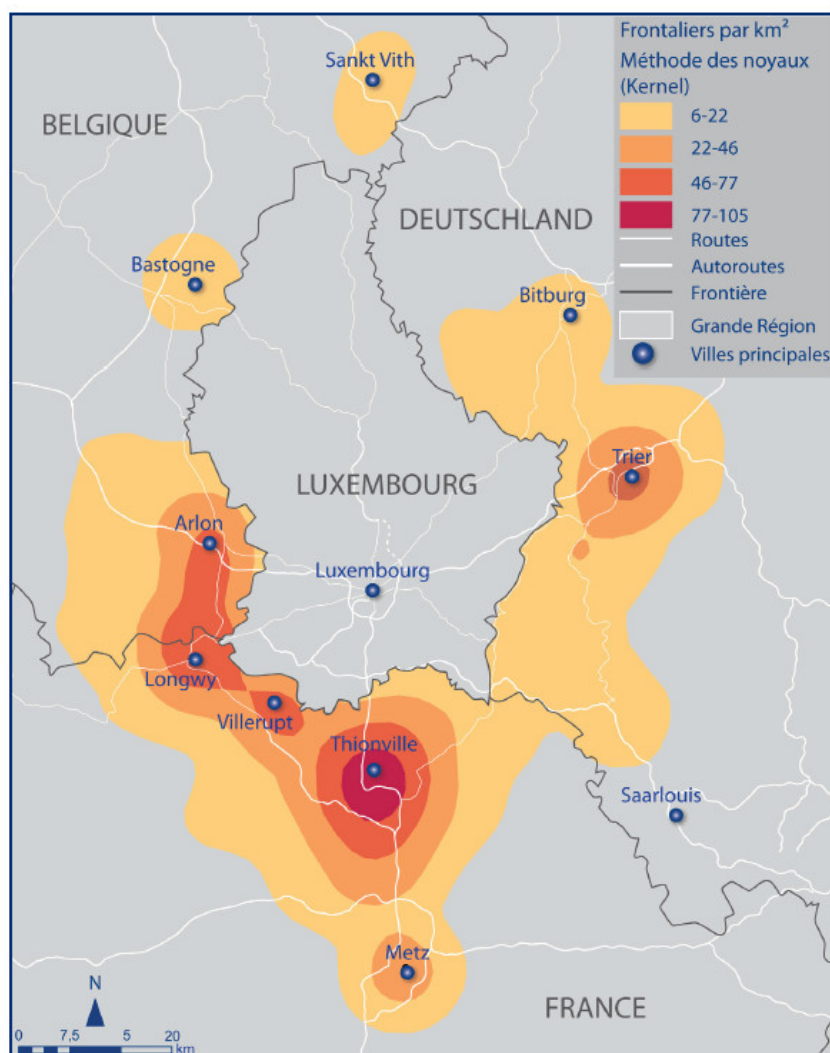 Frontaliers par km²
Méthode des noyaux
(Kernel)
6-22
22-46
46-77
77-105
Routes
Autoroutes
Frontière
Grande Région
Villes principales
Sankt Vith
BELGIQUE
DEUTSCHLAND
Bastogne
Bitburg
Trier
LUXEMBOURG
Arlon
Luxembourg
Longwy
Villerupt
Thionville
Saarlouis
Metz
FRANCE
N
0 7,5 5 20
km